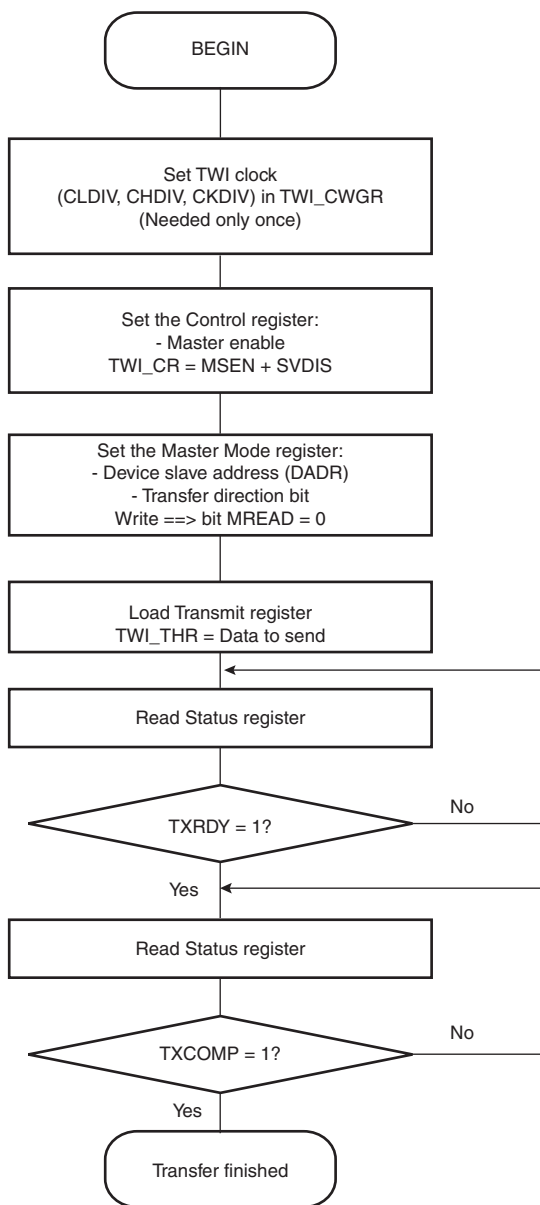 BEGIN
Set TWI clock
(CLDIV, CHDIV, CKDIV) in TWI_CWGR
(Needed only once)
Set the Control register:
- Master enable
TWI_CR = MSEN + SVDIS
Set the Master Mode register:
- Device slave address (DADR)
- Transfer direction bit
Write ==> bit MREAD = 0
Load Transmit register
TWI_THR = Data to send
Read Status register
TXRDY = 1?
No
Yes
Read Status register
TXCOMP = 1?
No
Yes
Transfer finished